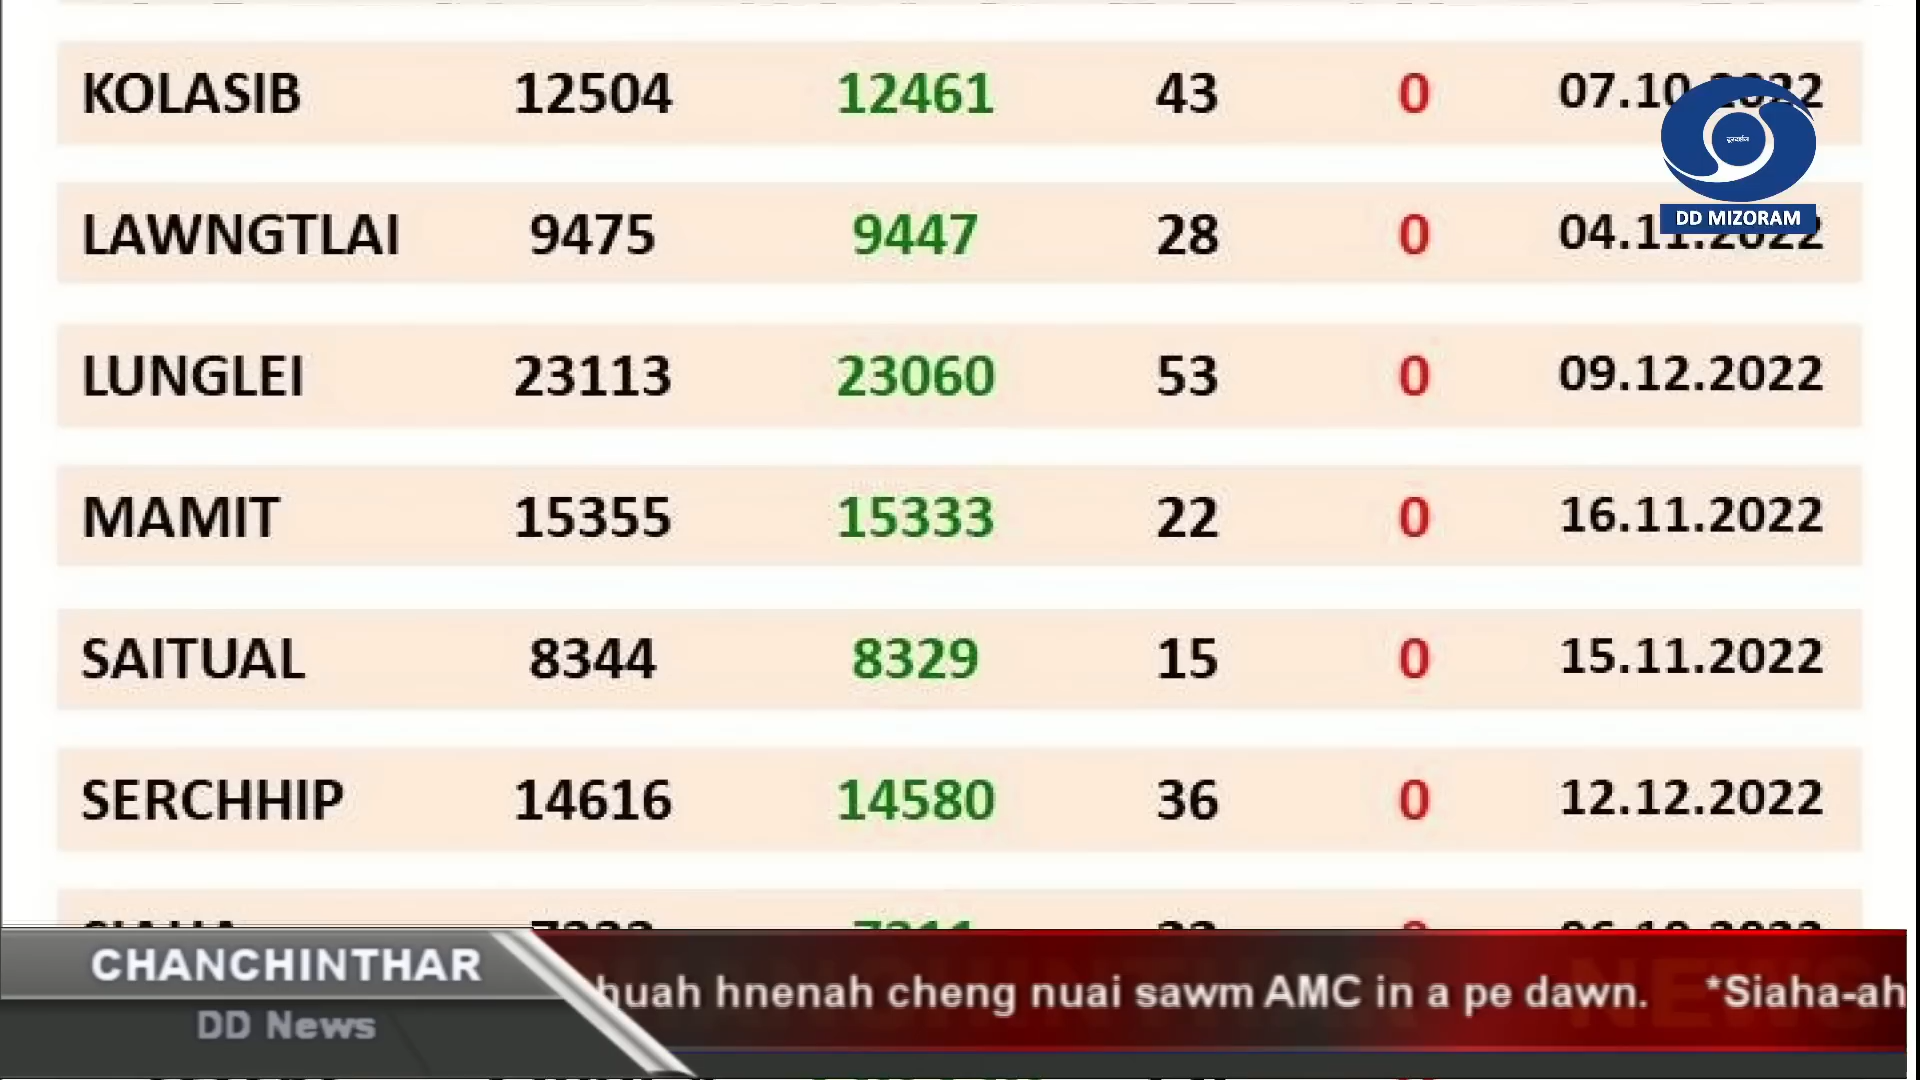 KOLASIB 12504 12461 43 0 07.10.2022
दूरदर्शन
DD MIZORAM
LAWNGTLAI 9475 9447 28 0 04.11.2022
LUNGLEI 23113 23060 53 0 09.12.2022
MAMIT 15355 15333 22 0 16.11.2022
SAITUAL 8344 8329 15 0 15.11.2022
SERCHHIP 14616 14580 36 0 12.12.2022
CHANCHINTHAR
DD News
huah hnenah cheng nuai sawm AMC in a pe dawn. *Siaha-ah